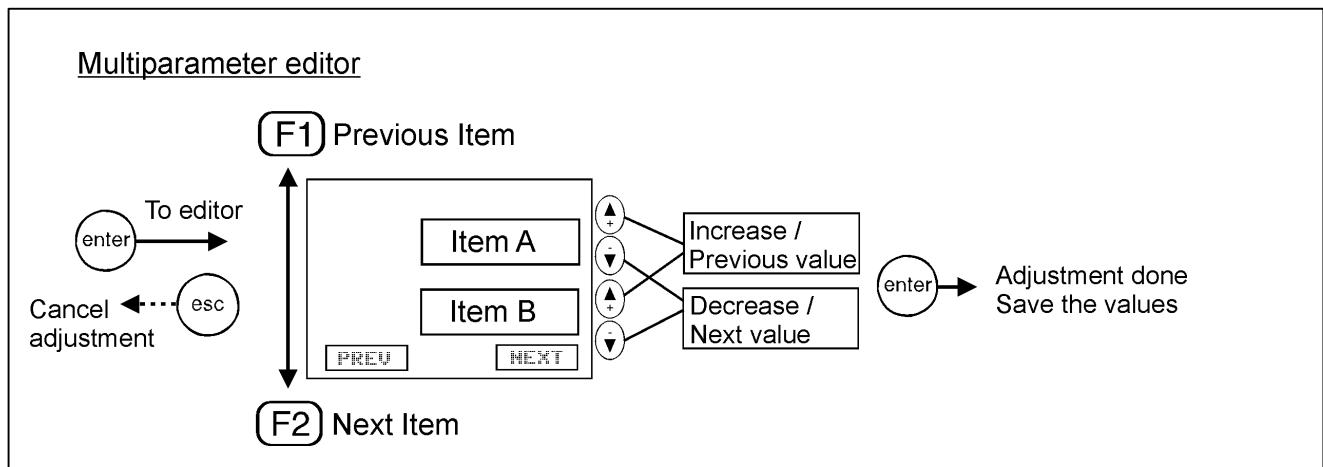 Multiparameter editor
F1 Previous Item
To editor
enter
Item A
+
-
Increase /
Previous value
enter
Adjustment done
Save the values
Cancel
adjustment
esc
Item B
+
-
Decrease /
Next value
PREV
NEXT
F2 Next Item